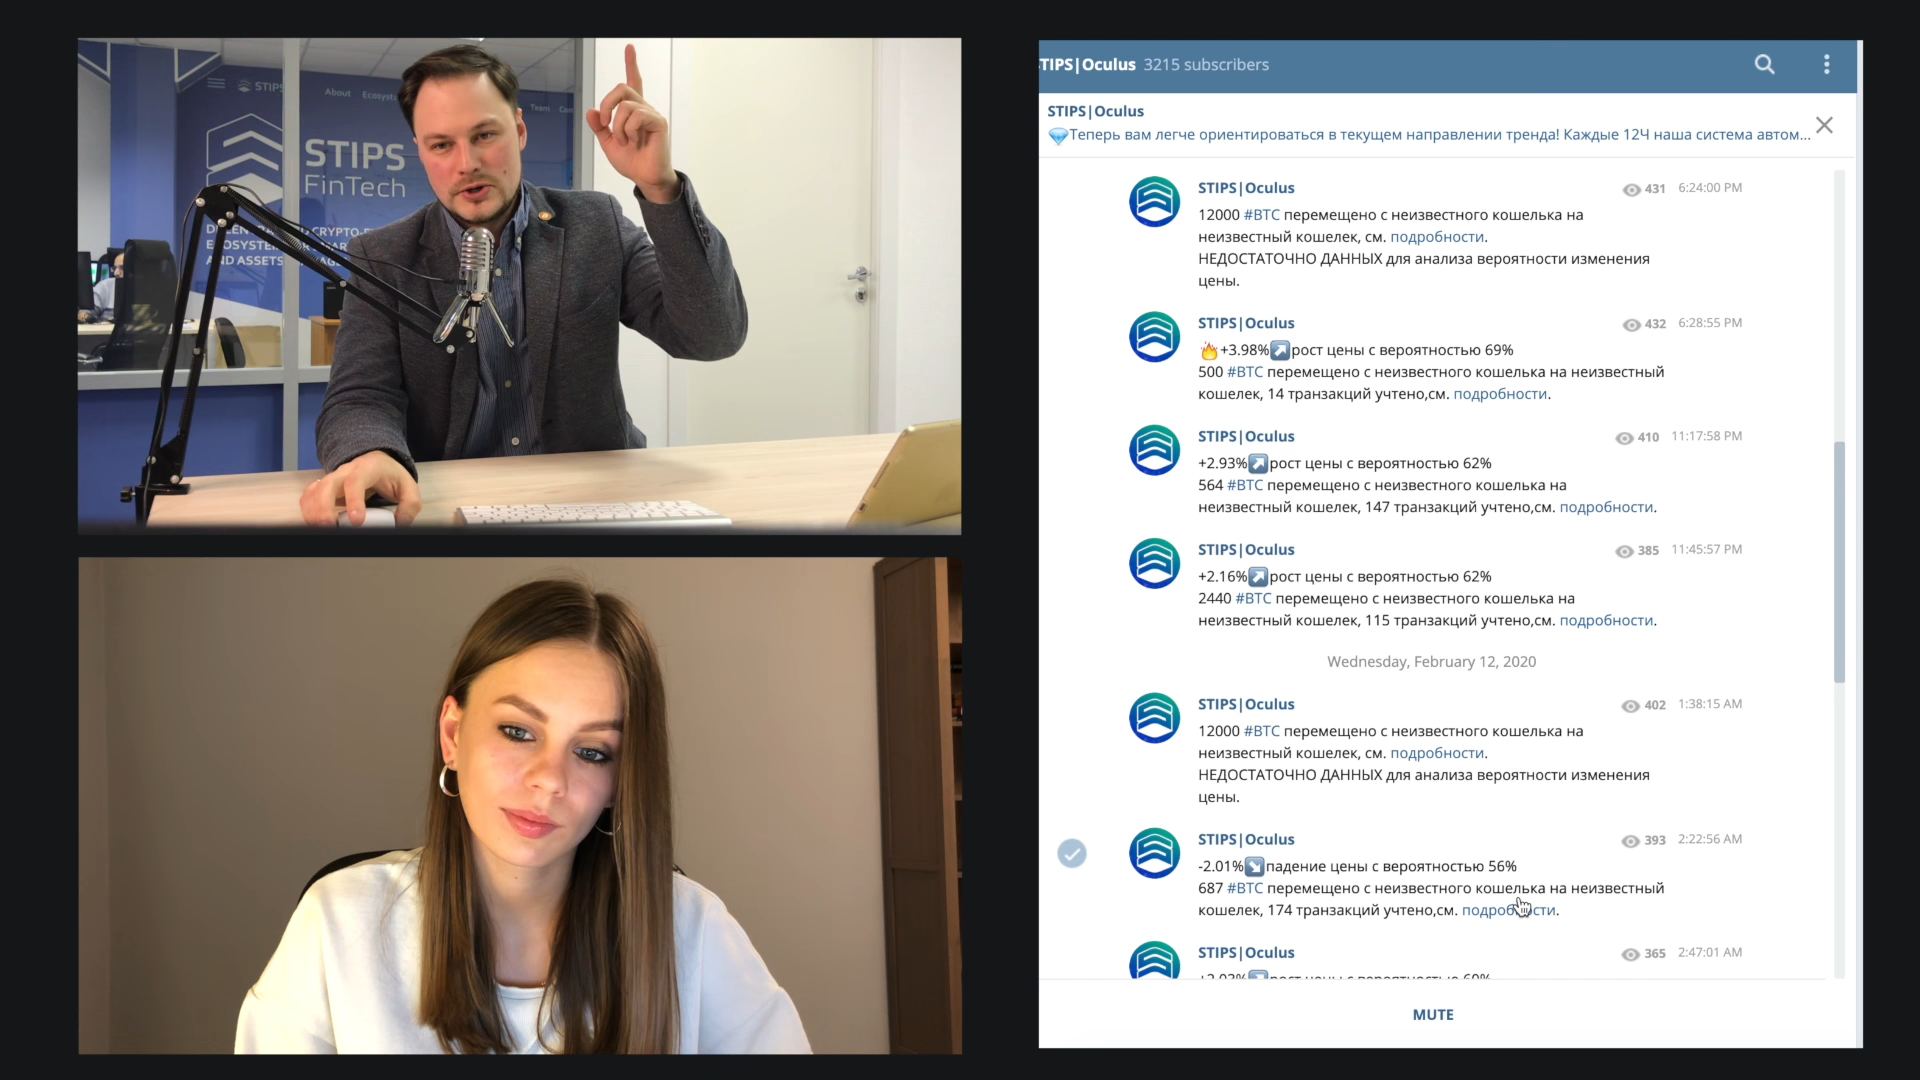 STIPS
About
Ecosyst
Team
STIPS
FinTech
CRYPTO-
AND ASSETS
TIPS|Oculus 3215 subscribers
STIPS|Oculus
💎Теперь вам легче ориентироваться в текущем направлении тренда! Каждые 12Ч наша система автом...
STIPS|Oculus 431 6:24:00 PM
12000 #BTC перемещено с неизвестного кошелька на
неизвестный кошелек, см. подробности.
НЕДОСТАТОЧНО ДАННЫХ для анализа вероятности изменения
цены.
STIPS|Oculus 432 6:28:55 PM
🔥+3.98%↗рост цены с вероятностью 69%
500 #BTC перемещено с неизвестного кошелька на неизвестный
кошелек, 14 транзакций учтено,см. подробности.
STIPS|Oculus 410 11:17:58 PM
+2.93%↗рост цены с вероятностью 62%
564 #BTC перемещено с неизвестного кошелька на
неизвестный кошелек, 147 транзакций учтено,см. подробности.
STIPS|Oculus 385 11:45:57 PM
+2.16%↗рост цены с вероятностью 62%
2440 #BTC перемещено с неизвестного кошелька на
неизвестный кошелек, 115 транзакций учтено,см. подробности.
Wednesday, February 12, 2020
STIPS|Oculus 402 1:38:15 AM
12000 #BTC перемещено с неизвестного кошелька на
неизвестный кошелек, см. подробности.
НЕДОСТАТОЧНО ДАННЫХ для анализа вероятности изменения
цены.
STIPS|Oculus 393 2:22:56 AM
-2.01%↘падение цены с вероятностью 56%
687 #BTC перемещено с неизвестного кошелька на неизвестный
кошелек, 174 транзакций учтено,см. подробности.
STIPS|Oculus 365 2:47:01 AM
MUTE